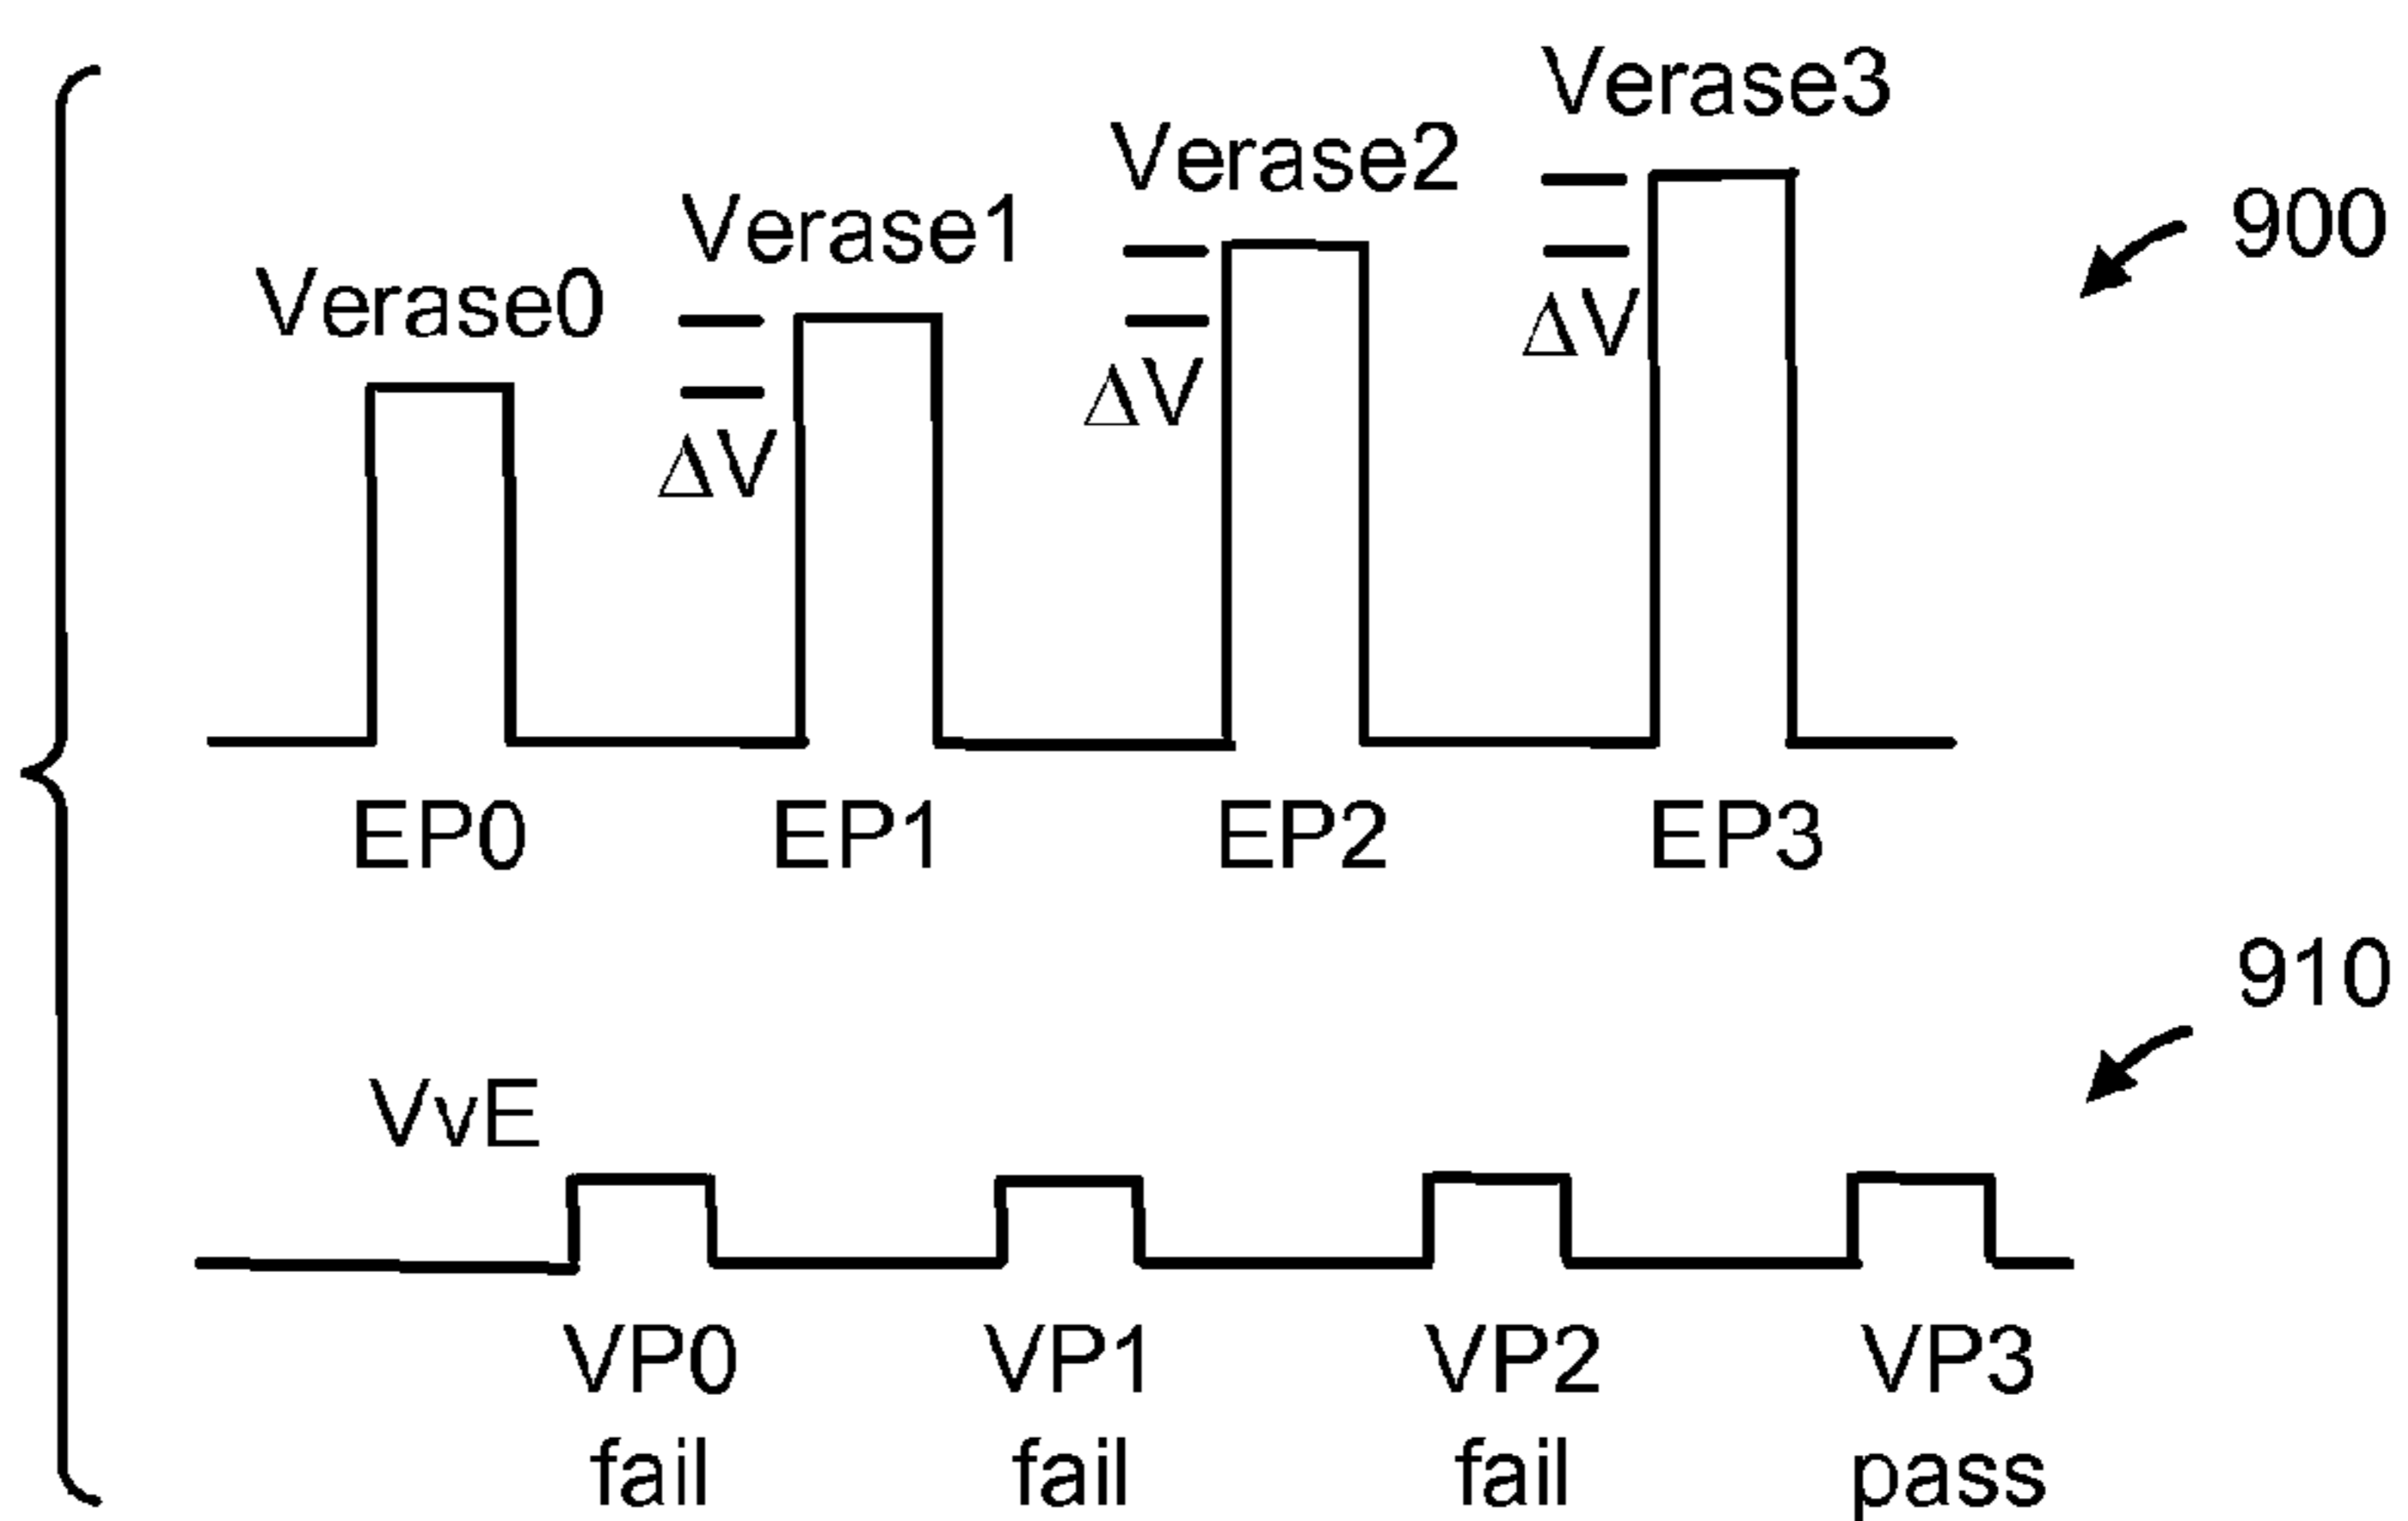 Verase3
Verase2
Verase1
Verase0
900
ΔV
ΔV
ΔV
EP0 EP1 EP2 EP3
910
VvE
VP0 VP1 VP2 VP3
fail fail fail pass